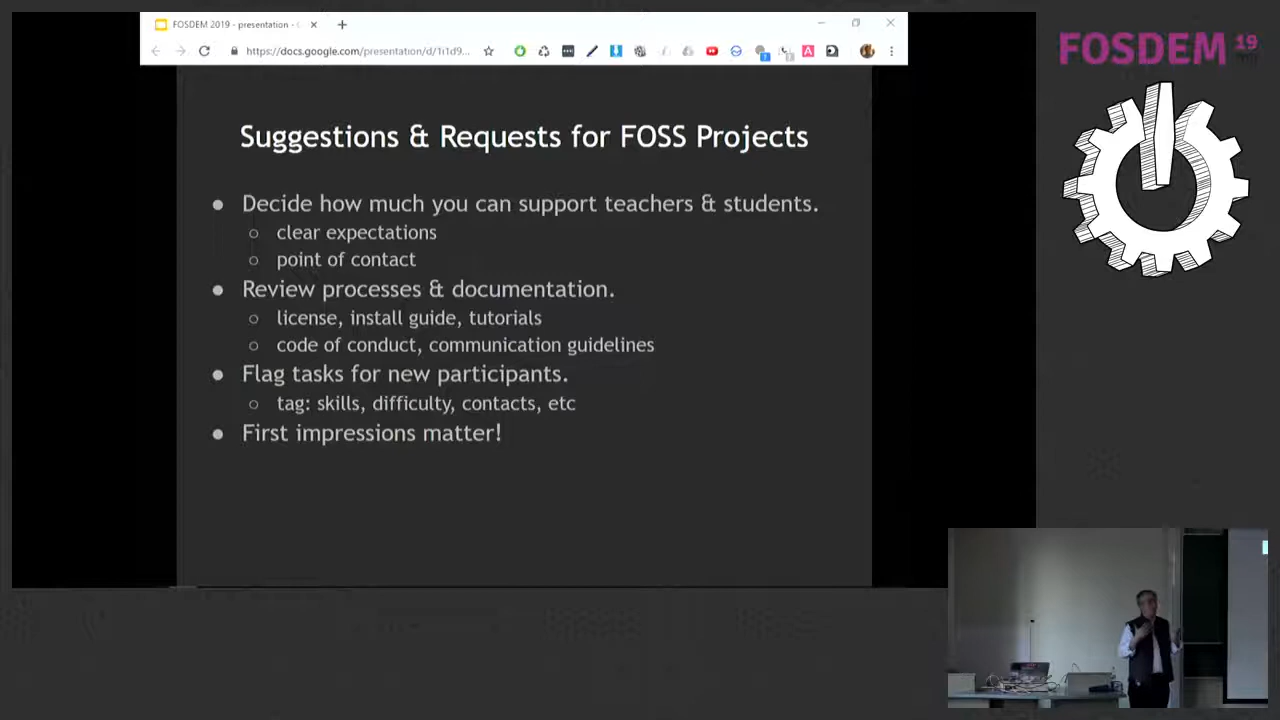 FOSDEM 2019 - presentation -
https://docs.google.com/presentation/d/1i1d9...
FOSDEM 19
Suggestions & Requests for FOSS Projects
● Decide how much you can support teachers & students.
○ clear expectations
○ point of contact
● Review processes & documentation.
○ license, install guide, tutorials
○ code of conduct, communication guidelines
● Flag tasks for new participants.
○ tag: skills, difficulty, contacts, etc
● First impressions matter!